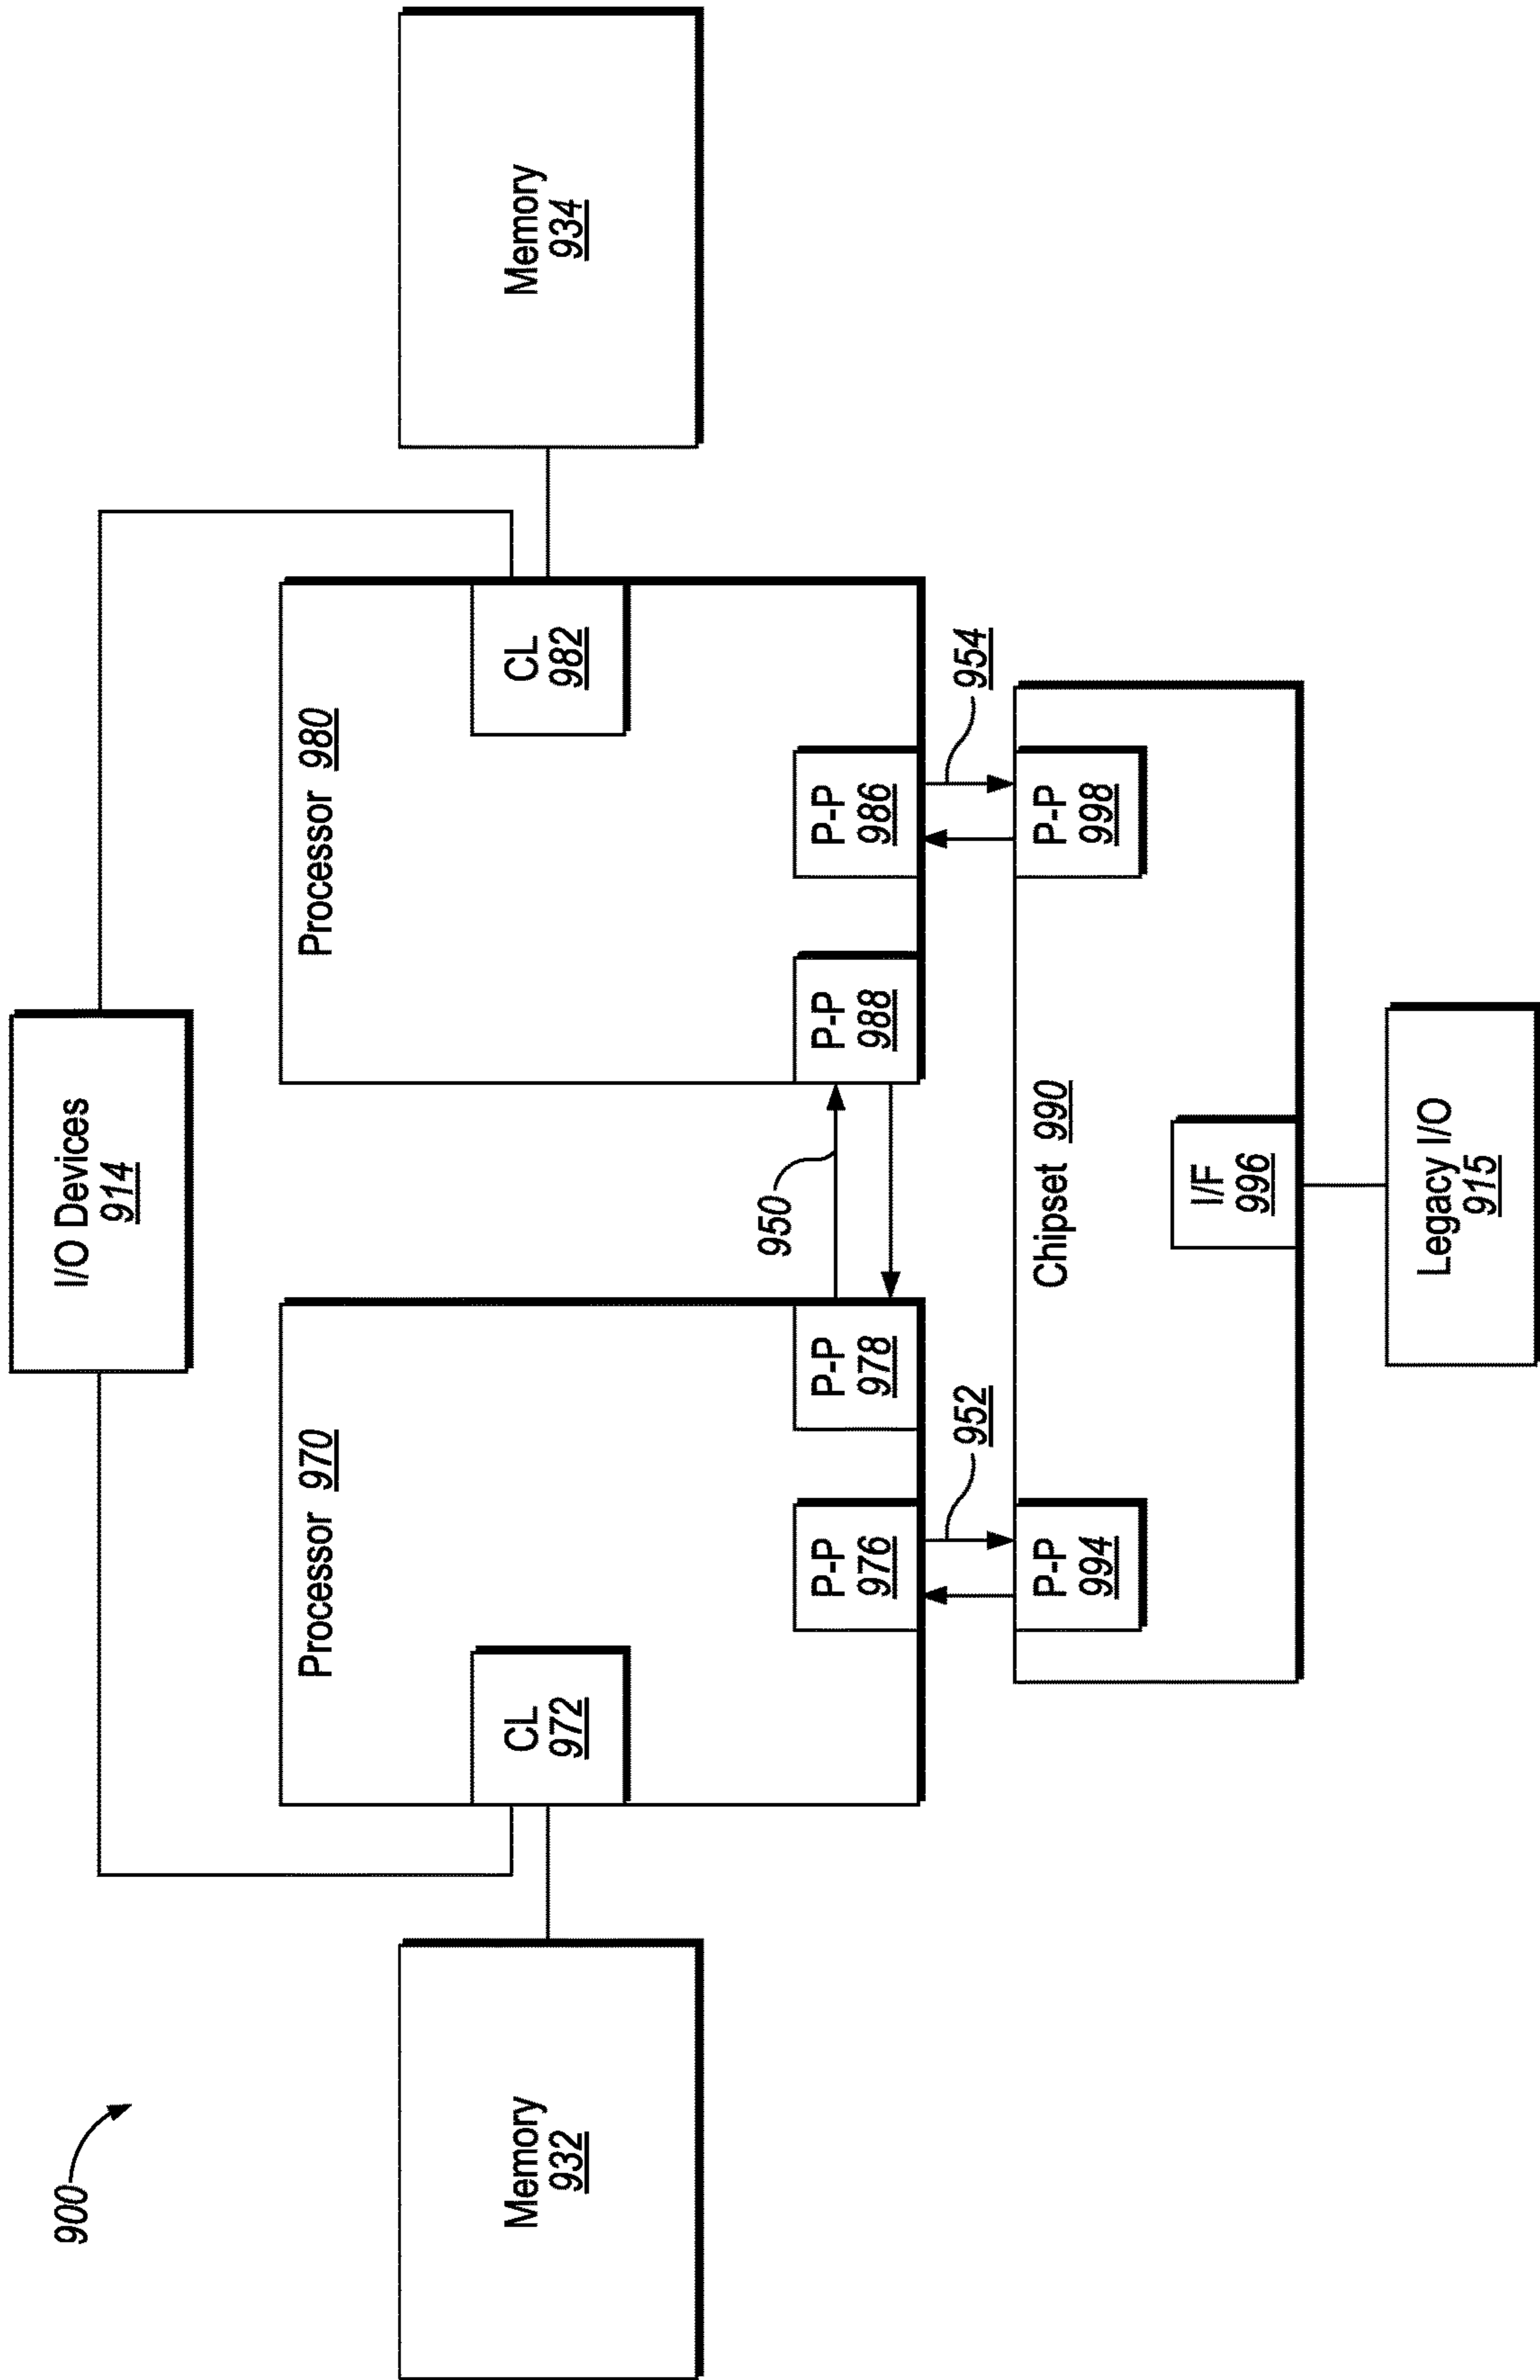 900
I/O Devices
914
Memory
932
Processor 970
CL
972
P-P
976
P-P
978
950
Processor 980
CL
982
P-P
988
P-P
986
Memory
934
952
954
Chipset 990
P-P
994
P-P
998
I/F
996
Legacy I/O
915